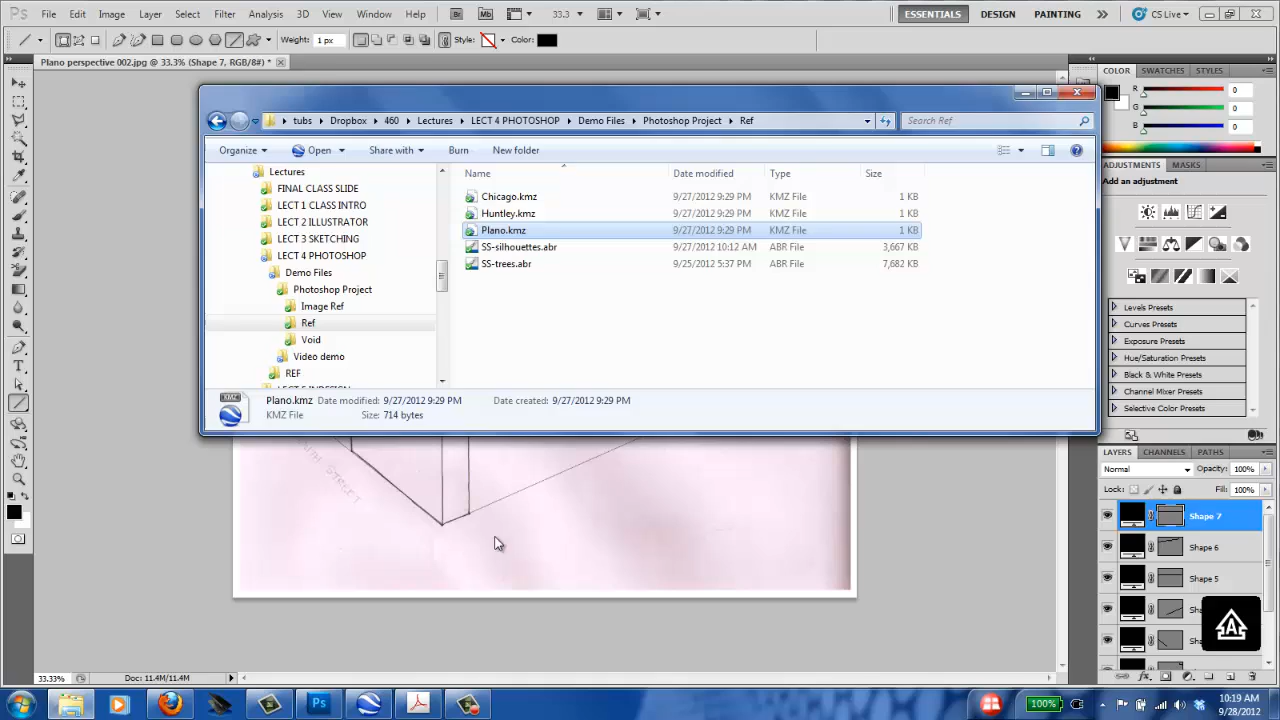 Ps File Edit Image Layer Select Filter Analysis 3D View Window Help Br Mb 33.3 ESSENTIALS DESIGN PAINTING CS Live
Weight: 1 px Style: Color:
Plano perspective 002.jpg @ 33.3% (Shape 7, RGB/8#) *
tubs Dropbox 460 Lectures LECT 4 PHOTOSHOP Demo Files Photoshop Project Ref Search Ref
Organize Open Share with Burn New folder
Lectures
FINAL CLASS SLIDE
LECT 1 CLASS INTRO
LECT 2 ILLUSTRATOR
LECT 3 SKETCHING
LECT 4 PHOTOSHOP
Demo Files
Photoshop Project
Image Ref
Ref
Void
Video demo
REF
Name Date modified Type Size
Chicago.kmz 9/27/2012 9:29 PM KMZ File 1 KB
Huntley.kmz 9/27/2012 9:29 PM KMZ File 1 KB
Plano.kmz 9/27/2012 9:29 PM KMZ File 1 KB
SS-silhouettes.abr 9/27/2012 10:12 AM ABR File 3,667 KB
SS-trees.abr 9/25/2012 5:37 PM ABR File 7,682 KB
KMZ
Plano.kmz Date modified: 9/27/2012 9:29 PM Date created: 9/27/2012 9:29 PM
KMZ File Size: 714 bytes
COLOR SWATCHES STYLES
R 0
G 0
B 0
ADJUSTMENTS MASKS
Add an adjustment
Levels Presets
Curves Presets
Exposure Presets
Hue/Saturation Presets
Black & White Presets
Channel Mixer Presets
Selective Color Presets
LAYERS CHANNELS PATHS
Normal Opacity: 100%
Lock: Fill: 100%
Shape 7
Shape 6
Shape 5
A
STREET
33.33% Doc: 11.4M/11.4M
Ps 100% 10:19 AM
9/28/2012